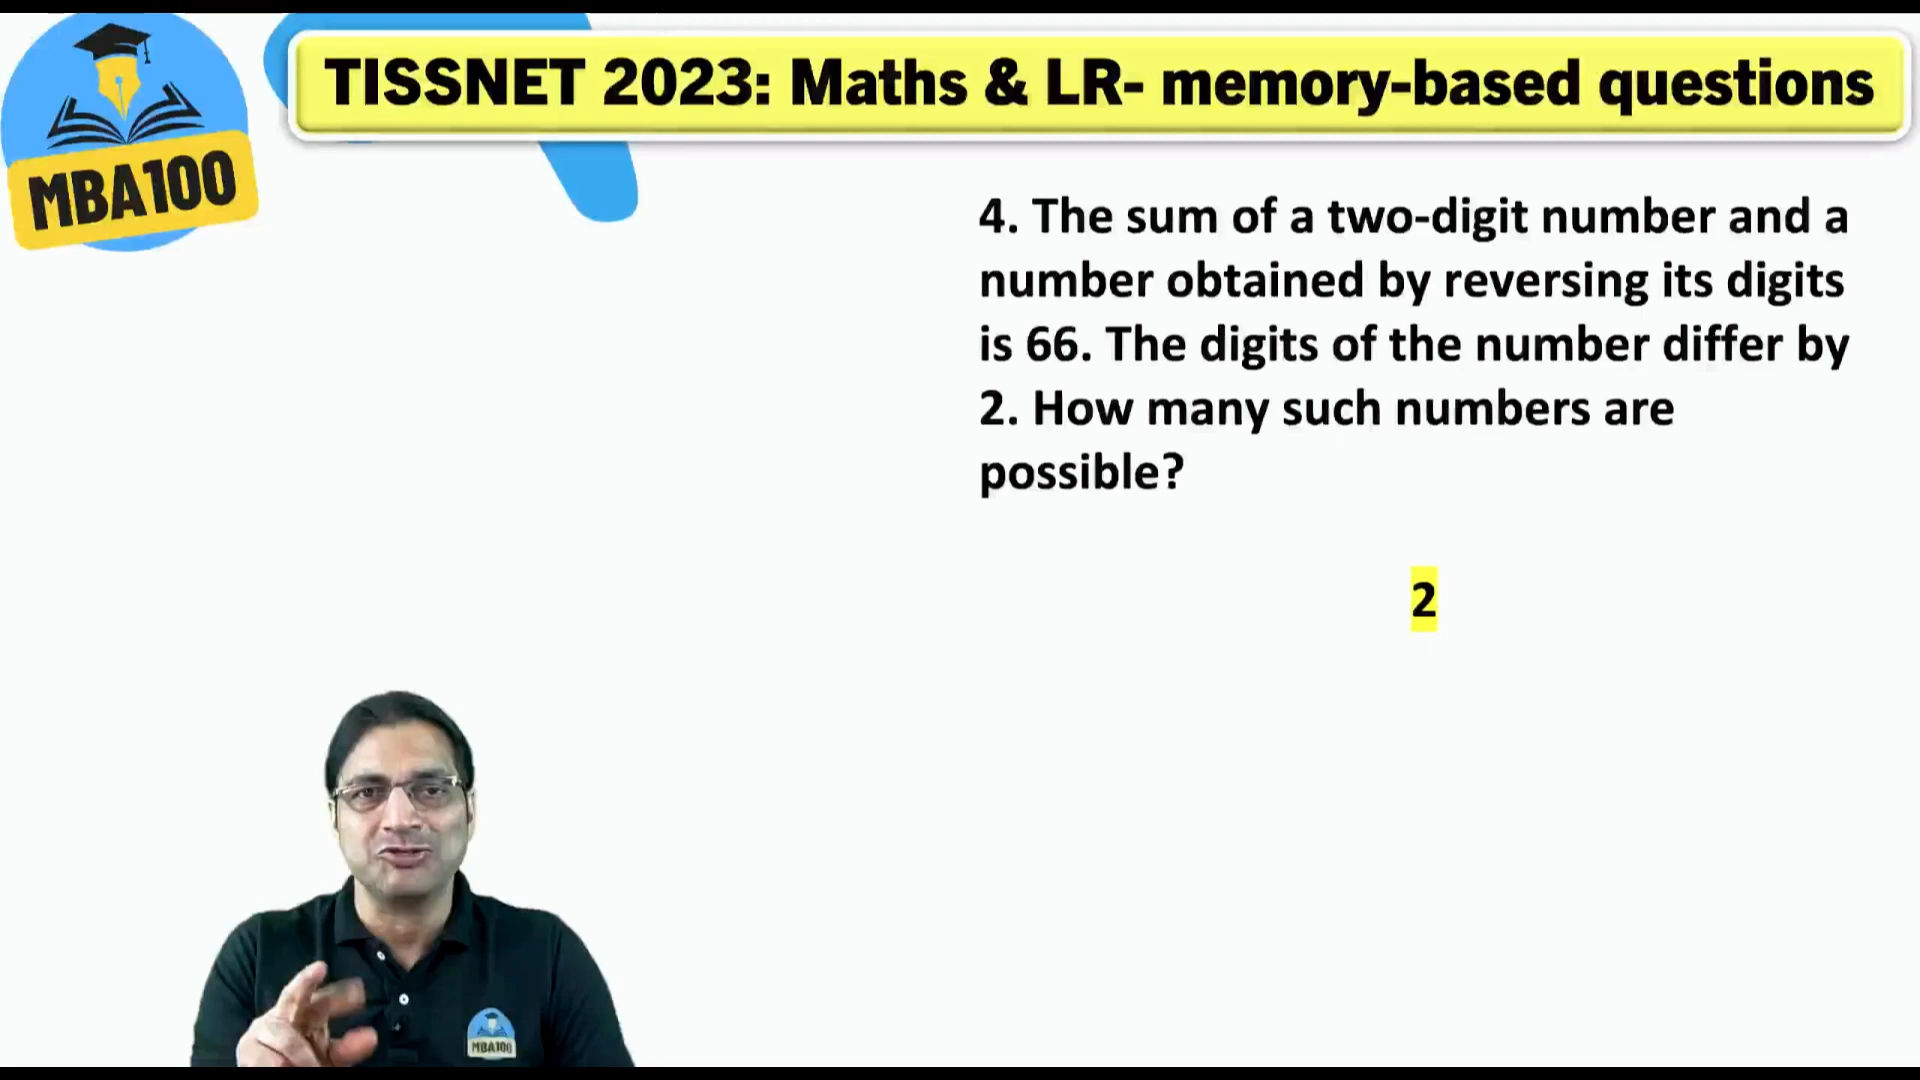 TISSNET 2023: Maths & LR- memory-based questions
MBA100
4. The sum of a two-digit number and a
number obtained by reversing its digits
is 66. The digits of the number differ by
2. How many such numbers are
possible?
2
MBA100